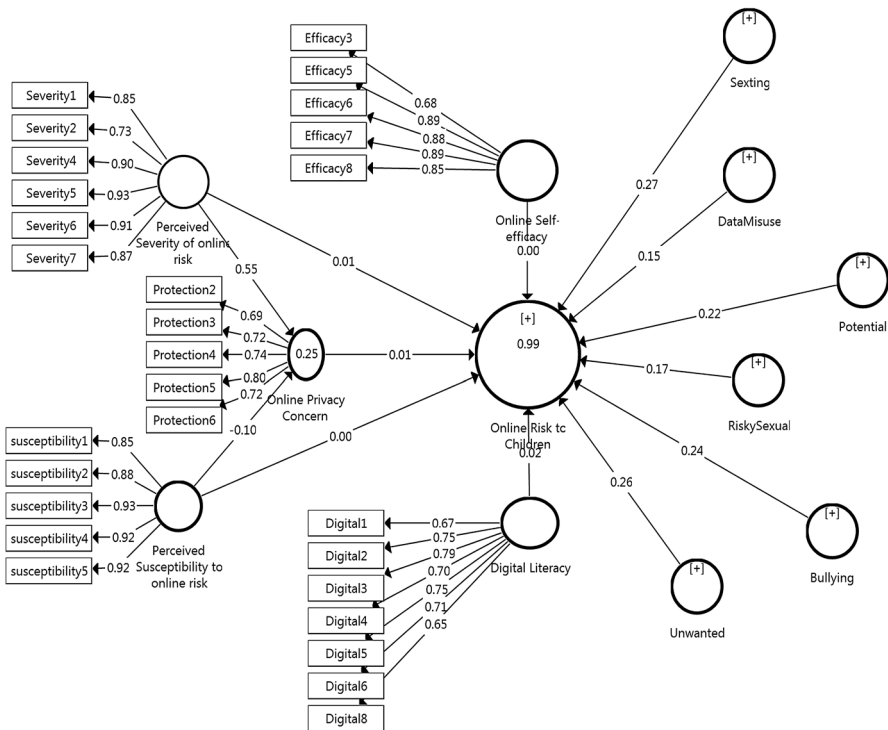 Efficacy3
Efficacy5
Efficacy6
Efficacy7
Efficacy8
0.68
0.89
0.88
0.89
0.85
Severity1
Severity2
Severity4
Severity5
Severity6
Severity7
0.85
0.73
0.90
0.93
0.91
0.87
Perceived
Severity of online
risk
Online Self-
efficacy
0.00
[+]
Sexting
0.27
[+]
DataMisuse
0.15
[+]
Potential
0.22
[+]
RiskySexual
0.17
[+]
Bullying
0.24
[+]
Unwanted
0.26
0.55
0.01
Protection2
Protection3
Protection4
Protection5
Protection6
0.69
0.72
0.74
0.80
0.72
0.25
Online Privacy
Concern
0.01
[+]
0.99
Online Risk to
Children
0.02
-0.10
0.00
susceptibility1
susceptibility2
susceptibility3
susceptibility4
susceptibility5
0.85
0.88
0.93
0.92
0.92
Perceived
Susceptibility to
online risk
Digital1
Digital2
Digital3
Digital4
Digital5
Digital6
Digital8
0.67
0.75
0.79
0.70
0.75
0.71
0.65
Digital Literacy